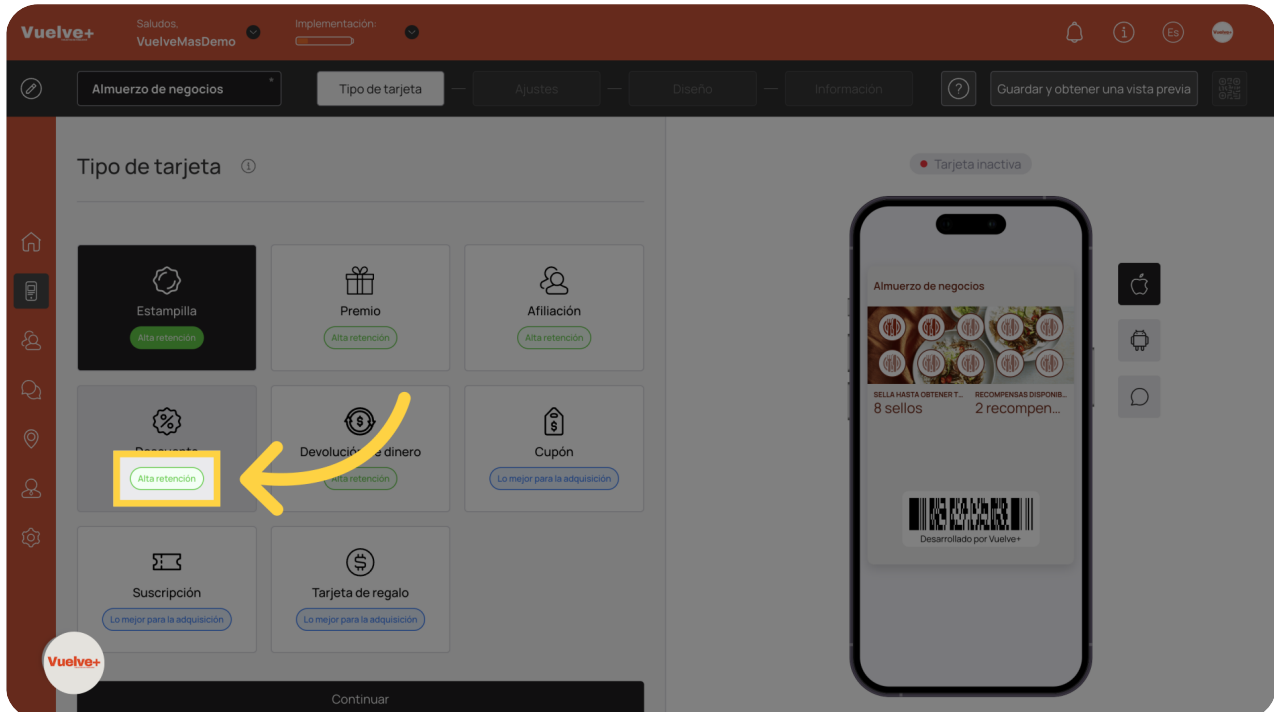 Vuelve+
Saludos,
VuelveMasDemo
Implementación:
Es
Almuerzo de negocios *
Tipo de tarjeta
Ajustes
Diseño
Información
?
Guardar y obtener una vista previa
Tipo de tarjeta
Tarjeta inactiva
Estampilla
Alta retención
Premio
Alta retención
Afiliación
Alta retención
Descuento
Alta retención
Devolución de dinero
Alta retención
Cupón
Lo mejor para la adquisición
Suscripción
Lo mejor para la adquisición
Tarjeta de regalo
Lo mejor para la adquisición
Continuar
Vuelve+
Almuerzo de negocios
SELLA HASTA OBTENER T...
RECOMPENSAS DISPONIB...
8 sellos
2 recompen...
Desarrollado por Vuelve+